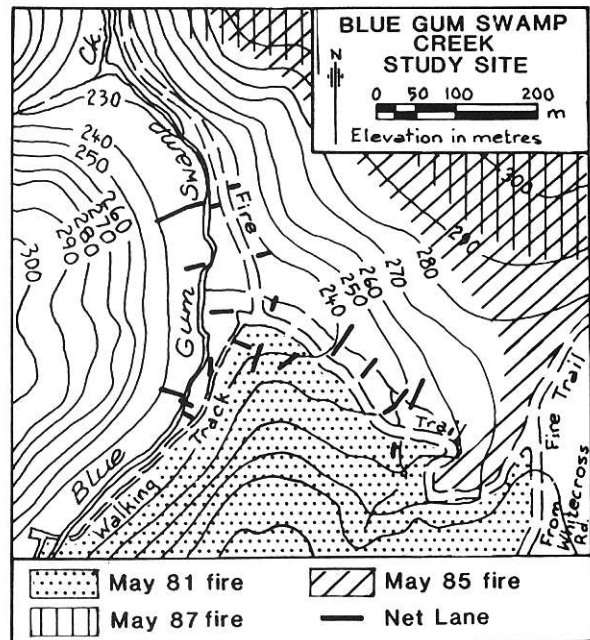 BLUE GUM SWAMP
CREEK
STUDY SITE
N
0 50 100 200
m
Elevation in metres
Ck.
Swamp
Gum
Blue
230
240
250
260
270
280
290
300
Fire
Trail
Walking
Track
240
250
260
270
280
290
300
Fire Trail
From
Whitecross
Rd.
May 81 fire
May 85 fire
May 87 fire
Net Lane